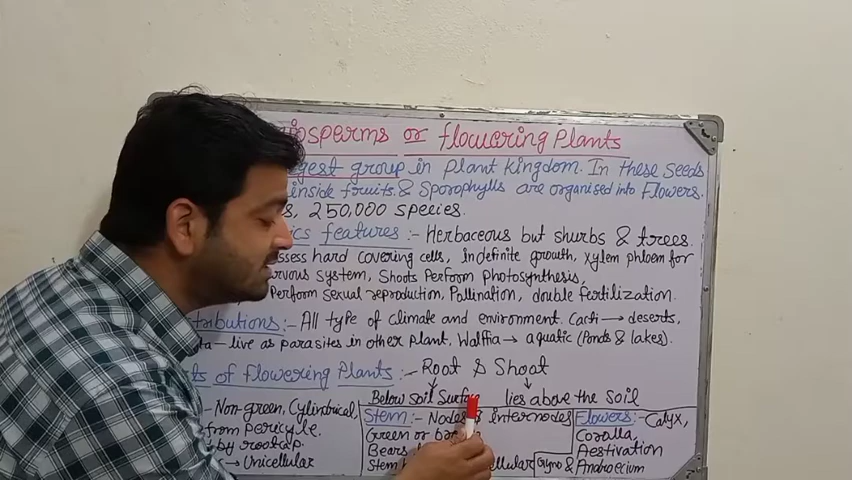 iosperms or flowering Plants
gest group in plant Kingdom. In these seeds
inside fruits. & Sporophylls are organised into Flowers.
s, 250,000 species.
ics features :- Herbaceous but shurbs & trees.
ssess hard covering cells, Indefinite growth, Xylem phloem for
rvous system, Shoots Perform Photosynthesis,
Perform sexual reproduction, Pollination, double fertilization.
tributions :- All type of climate and environment. Cacti → deserts,
ta - live as parasites in other plant, Walffia → aquatic (Ponds & lakes).
ts of flowering Plants :- Root & Shoot
Below soil Surface lies above the soil
- Non-green, Cylindrical,
from pericycle.
by rootcap.
→ Unicellular
Stem :- Nodes & internodes
Green or
Bears
Stem
cellular
Flowers :- Calyx,
Corolla,
Aestivation
Gyno & Androecium